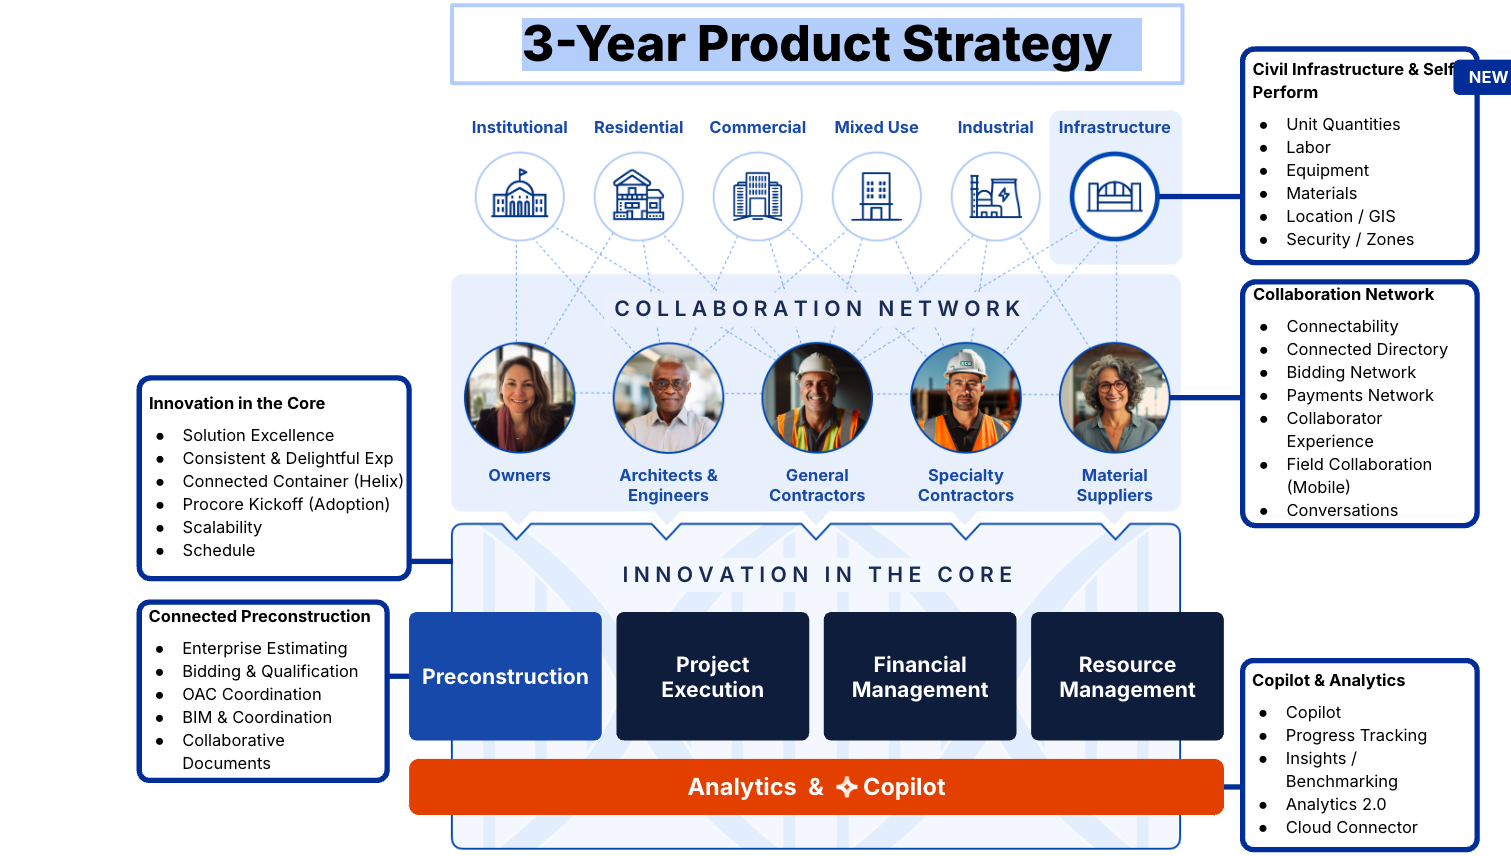 3-Year Product Strategy
Institutional
Residential
Commercial
Mixed Use
Industrial
Infrastructure
Civil Infrastructure & Self
Perform
NEW
● Unit Quantities
● Labor
● Equipment
● Materials
● Location / GIS
● Security / Zones
COLLABORATION NETWORK
Owners
Architects &
Engineers
General
Contractors
Specialty
Contractors
Material
Suppliers
Collaboration Network
● Connectability
● Connected Directory
● Bidding Network
● Payments Network
● Collaborator
Experience
● Field Collaboration
(Mobile)
● Conversations
Innovation in the Core
● Solution Excellence
● Consistent & Delightful Exp
● Connected Container (Helix)
● Procore Kickoff (Adoption)
● Scalability
● Schedule
INNOVATION IN THE CORE
Connected Preconstruction
● Enterprise Estimating
● Bidding & Qualification
● OAC Coordination
● BIM & Coordination
● Collaborative
Documents
Preconstruction
Project
Execution
Financial
Management
Resource
Management
Analytics & Copilot
Copilot & Analytics
● Copilot
● Progress Tracking
● Insights /
Benchmarking
● Analytics 2.0
● Cloud Connector